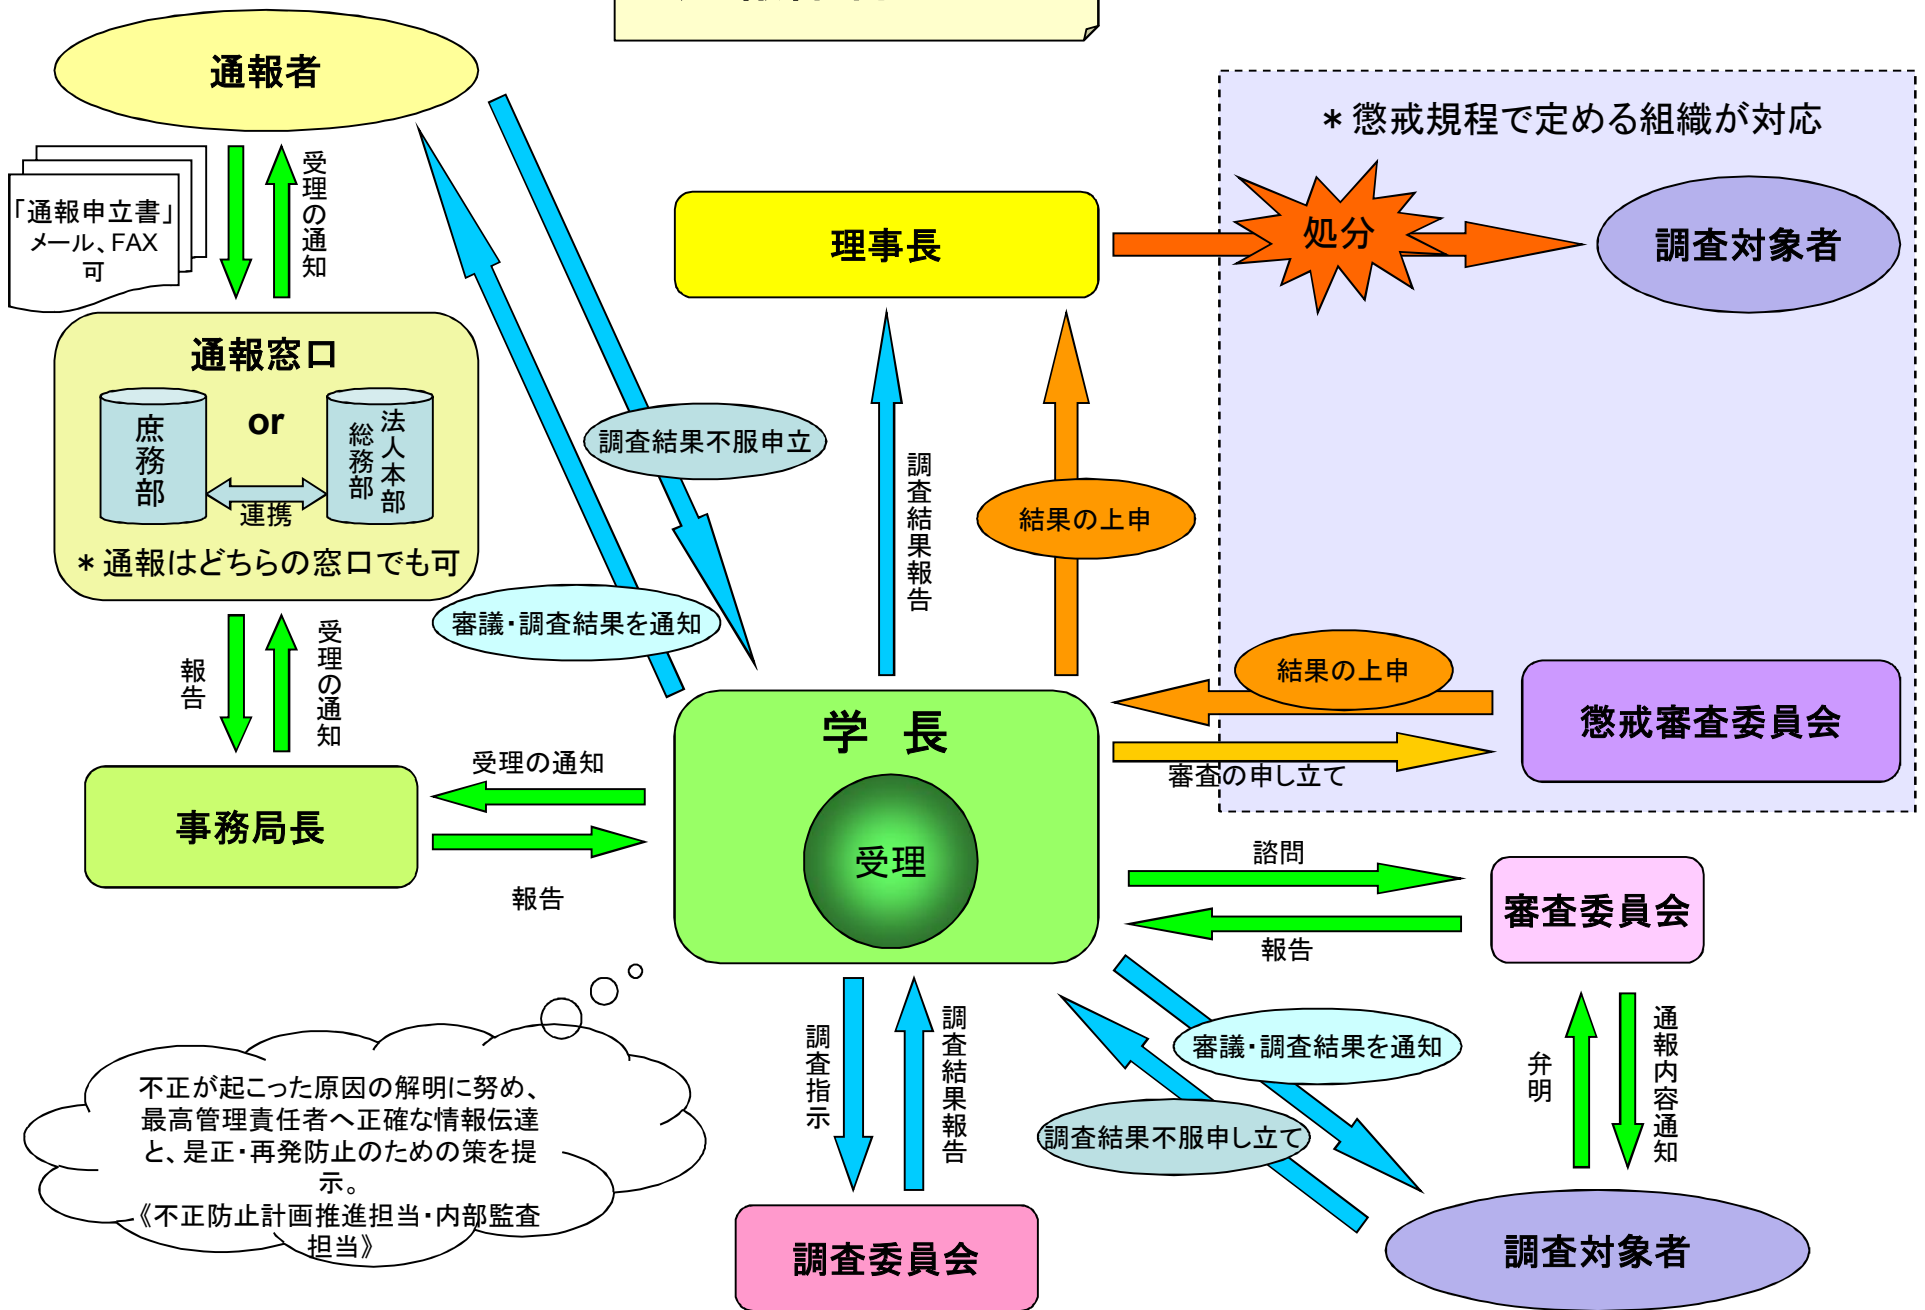 通報者
「通報申立書」
メール、FAX
可
受理の通知
通報窓口
庶務部
or
法人本部
総務部
連携
*通報はどちらの窓口でも可
報告
受理の通知
事務局長
受理の通知
報告
調査結果不服申立
審議・調査結果を通知
*懲戒規程で定める組織が対応
理事長
処分
調査対象者
調査結果報告
結果の上申
結果の上申
懲戒審査委員会
審査の申し立て
学 長
受理
諮問
審査委員会
報告
審議・調査結果を通知
調査結果不服申し立て
弁明
通報内容通知
調査対象者
調査指示
調査結果報告
調査委員会
不正が起こった原因の解明に努め、
最高管理責任者へ正確な情報伝達
と、是正・再発防止のための策を提
示。
《不正防止計画推進担当・内部監査
担当》